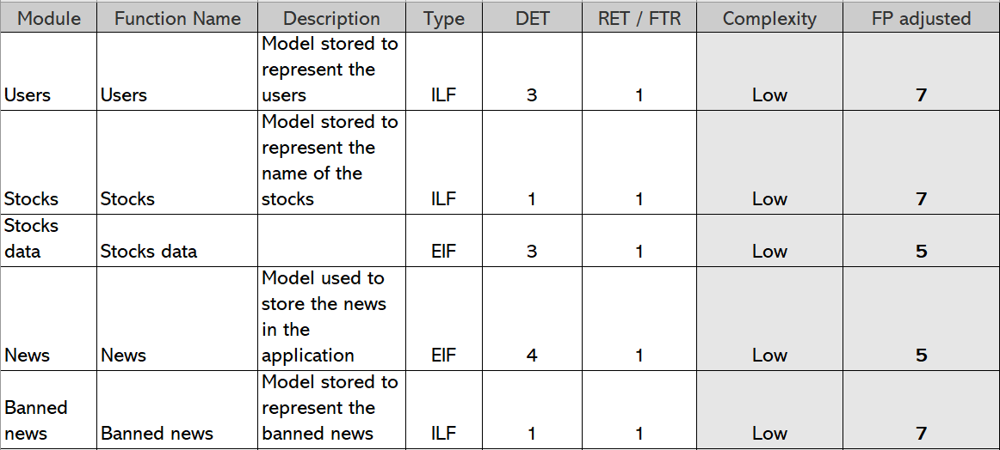 Module Function Name Description Type DET RET / FTR Complexity FP adjusted
Model stored to
represent the
Users Users users ILF 3 1 Low 7
Model stored to
represent the
name of the
Stocks Stocks stocks ILF 1 1 Low 7
Stocks
data Stocks data EIF 3 1 Low 5
Model used to
store the news
in the
News News application EIF 4 1 Low 5
Model stored to
Banned represent the
news Banned news banned news ILF 1 1 Low 7